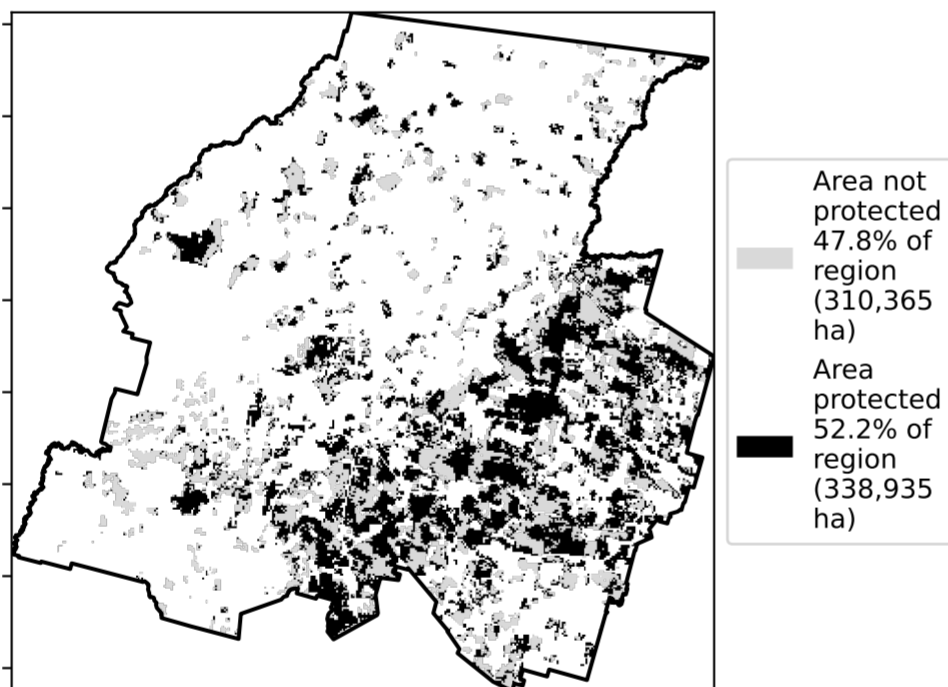 Area not
protected
47.8% of
region
(310,365
ha)
Area
protected
52.2% of
region
(338,935
ha)